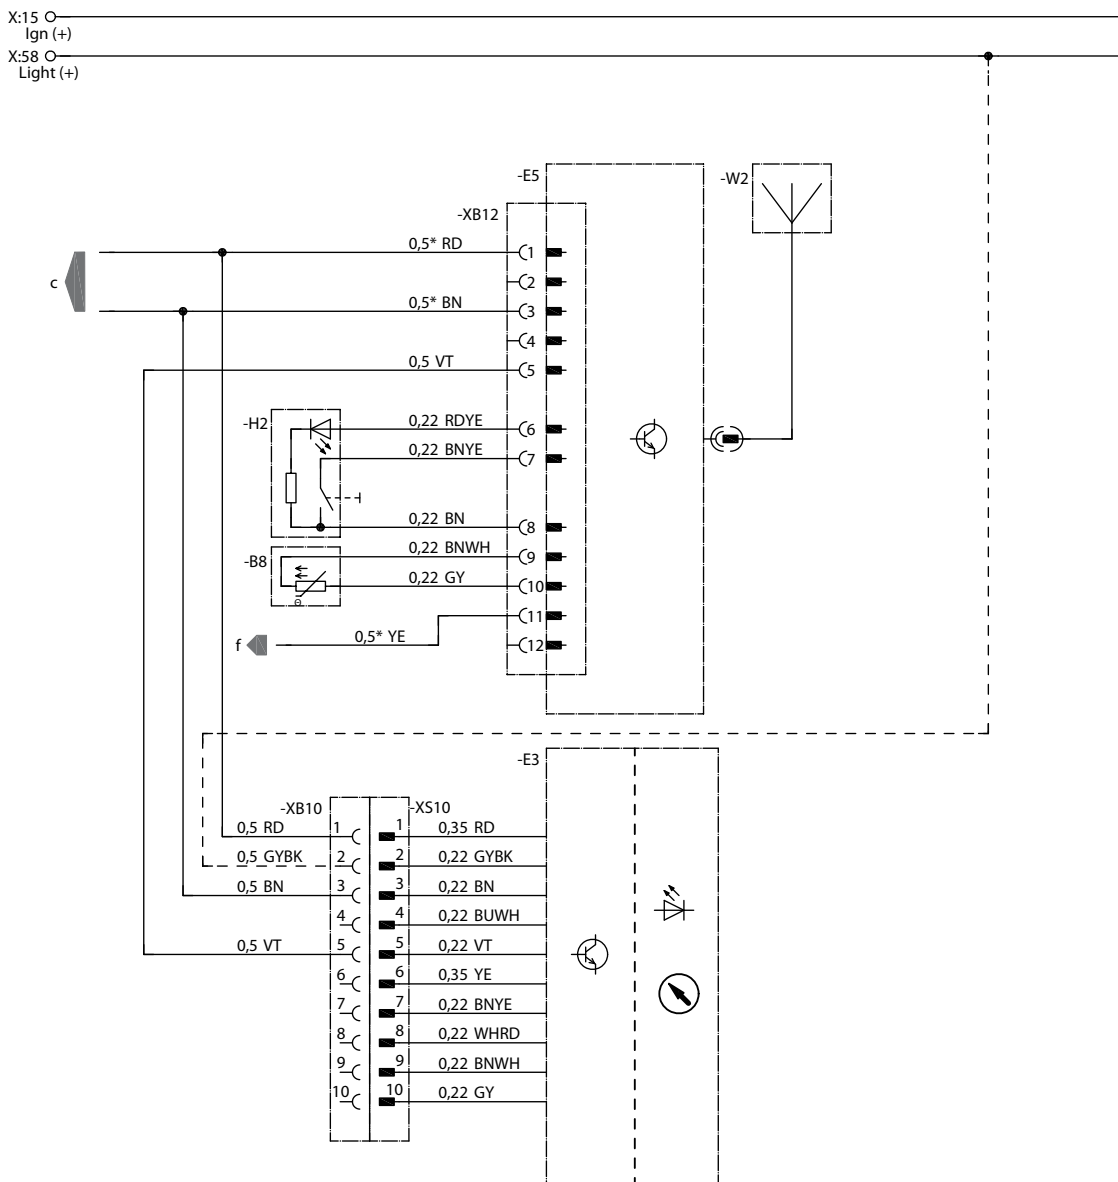 X:15
Ign (+)
X:58
Light (+)
-E5
-W2
-XB12
0,5* RD
1
2
c
0,5* BN
3
4
0,5 VT
5
-H2
0,22 RDYE
6
0,22 BNYE
7
0,22 BN
8
-B8
0,22 BNWH
9
0,22 GY
10
Θ
11
f
0,5* YE
12
-E3
-XB10
-XS10
0,5 RD
1
1
0,35 RD
0,5 GYBK
2
2
0,22 GYBK
0,5 BN
3
3
0,22 BN
4
4
0,22 BUWH
0,5 VT
5
5
0,22 VT
6
6
0,35 YE
7
7
0,22 BNYE
8
8
0,22 WHRD
9
9
0,22 BNWH
10
10
0,22 GY